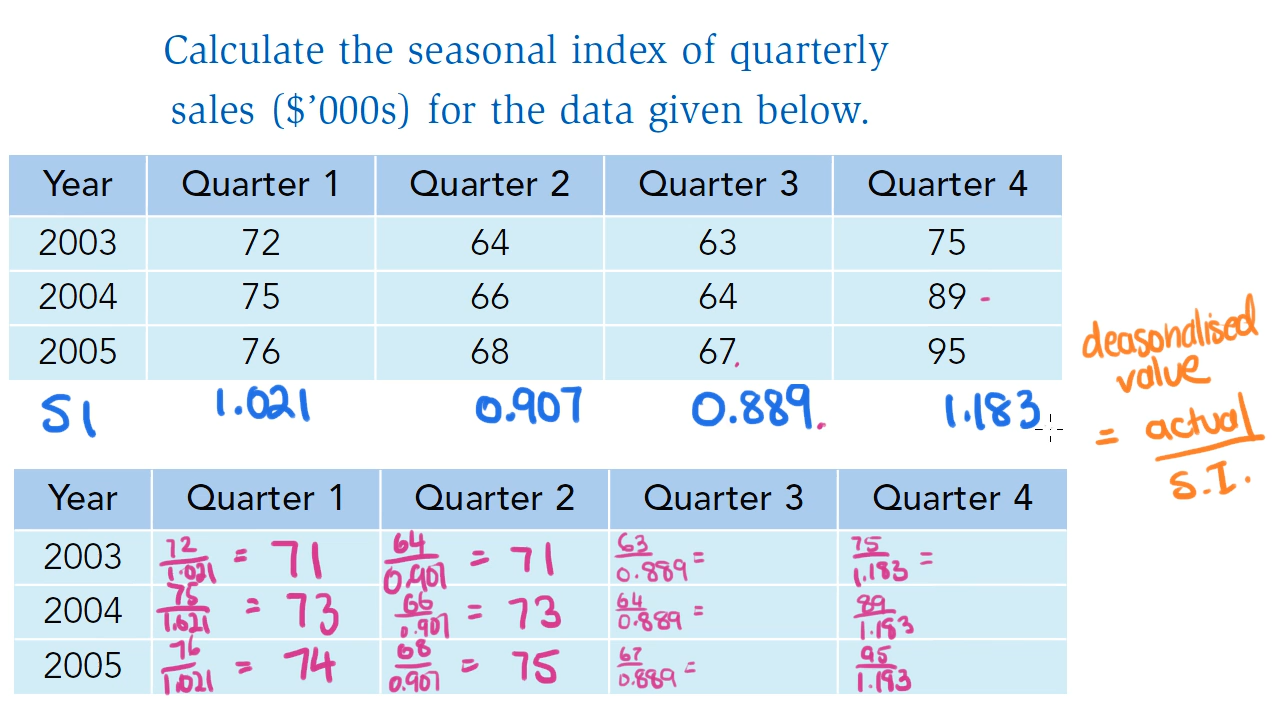 Calculate the seasonal index of quarterly
sales ($'000s) for the data given below.
Year Quarter 1 Quarter 2 Quarter 3 Quarter 4
2003 72 64 63 75
2004 75 66 64 89 -
2005 76 68 67. 95
SI 1.021 0.907 0.889. 1.183
deasonalised
value
= actual/S.I.
Year Quarter 1 Quarter 2 Quarter 3 Quarter 4
2003 72/1.021 = 71 64/0.907 = 71 63/0.889 = 75/1.183 =
2004 75/1.021 = 73 66/0.907 = 73 64/0.889 = 89/1.183
2005 76/1.021 = 74 68/0.907 = 75 67/0.889 = 95/1.183